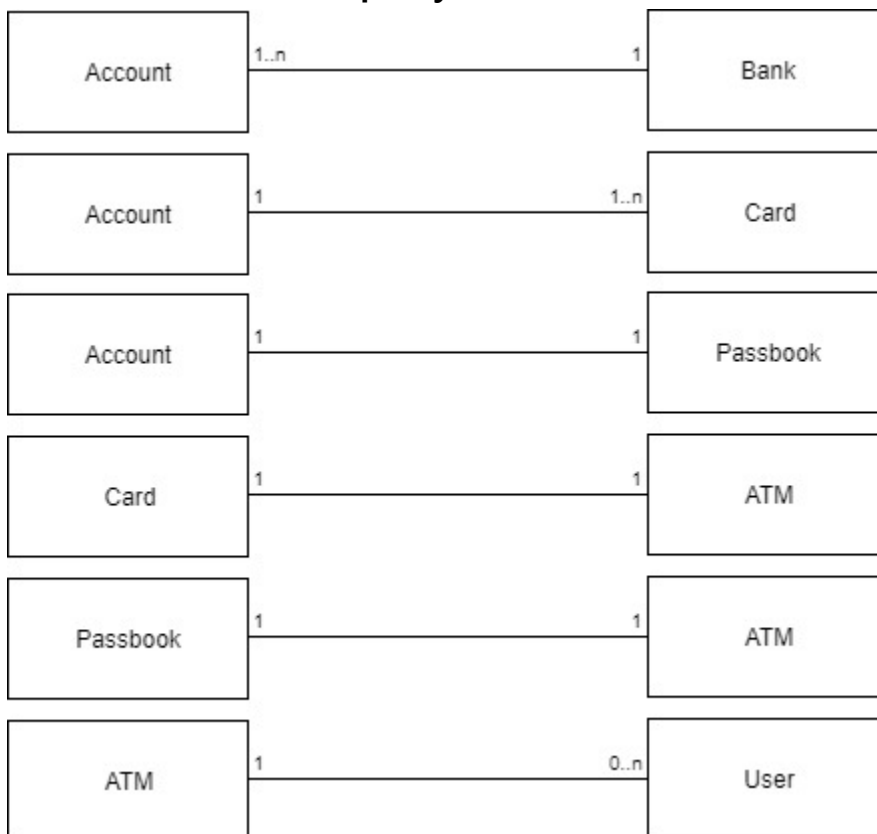 1..n 1
Account Bank
1 1..n
Account Card
1 1
Account Passbook
1 1
Card ATM
1 1
Passbook ATM
1 0..n
ATM User